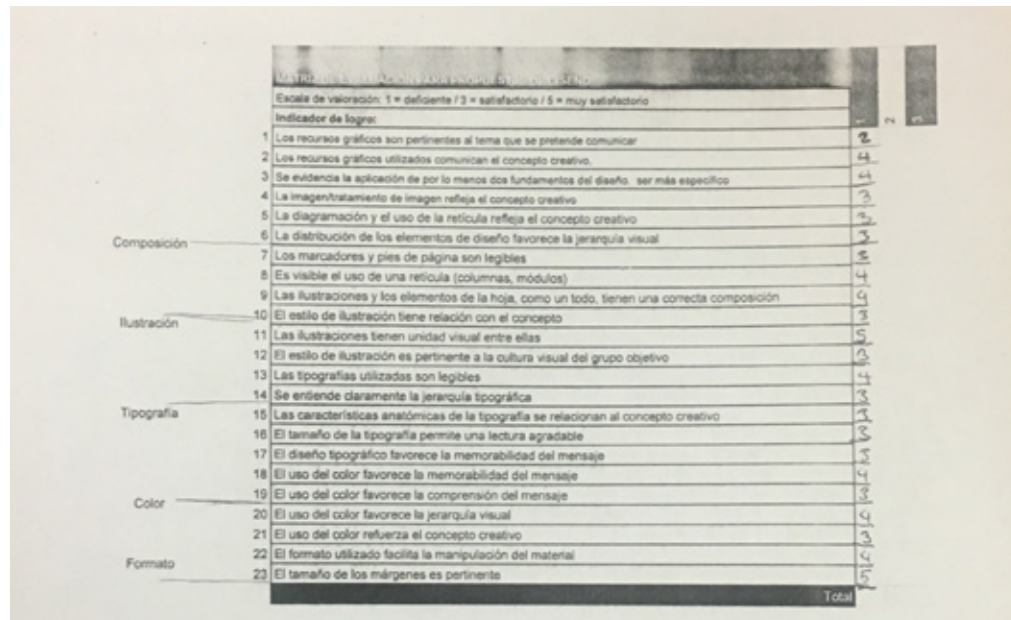 MATRIZ DE EVALUACIÓN PARA PROPUESTAS DE DISEÑO
Escala de valoración: 1 = deficiente / 3 = satisfactorio / 5 = muy satisfactorio
Indicador de logro: 1 2 3
1 Los recursos gráficos son pertinentes al tema que se pretende comunicar 2
2 Los recursos gráficos utilizados comunican el concepto creativo. 4
3 Se evidencia la aplicación de por lo menos dos fundamentos del diseño. ser más específico 4
4 La imagen/tratamiento de imagen refleja el concepto creativo 3
5 La diagramación y el uso de la retícula refleja el concepto creativo
Composición
6 La distribución de los elementos de diseño favorece la jerarquía visual 3
7 Los marcadores y pies de página son legibles
8 Es visible el uso de una retícula (columnas, módulos) 4
9 Las ilustraciones y los elementos de la hoja, como un todo, tienen una correcta composición
Ilustración
10 El estilo de ilustración tiene relación con el concepto 3
11 Las ilustraciones tienen unidad visual entre ellas 5
12 El estilo de ilustración es pertinente a la cultura visual del grupo objetivo 3
13 Las tipografías utilizadas son legibles 4
14 Se entiende claramente la jerarquía tipográfica 3
Tipografía
15 Las características anatómicas de la tipografía se relacionan al concepto creativo 3
16 El tamaño de la tipografía permite una lectura agradable 3
17 El diseño tipográfico favorece la memorabilidad del mensaje
18 El uso del color favorece la memorabilidad del mensaje 4
Color
19 El uso del color favorece la comprensión del mensaje 3
20 El uso del color favorece la jerarquía visual 4
21 El uso del color refuerza el concepto creativo 3
22 El formato utilizado facilita la manipulación del material 4
Formato
23 El tamaño de los márgenes es pertinente 5
Total